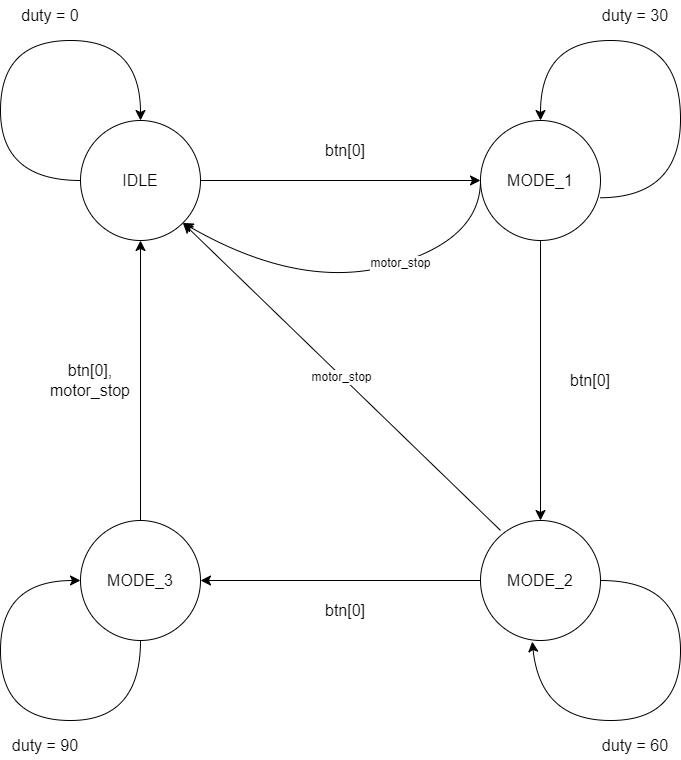 duty = 0
duty = 30
btn[0]
IDLE
MODE_1
motor_stop
btn[0],
motor_stop
motor_stop
btn[0]
MODE_3
MODE_2
btn[0]
duty = 90
duty = 60